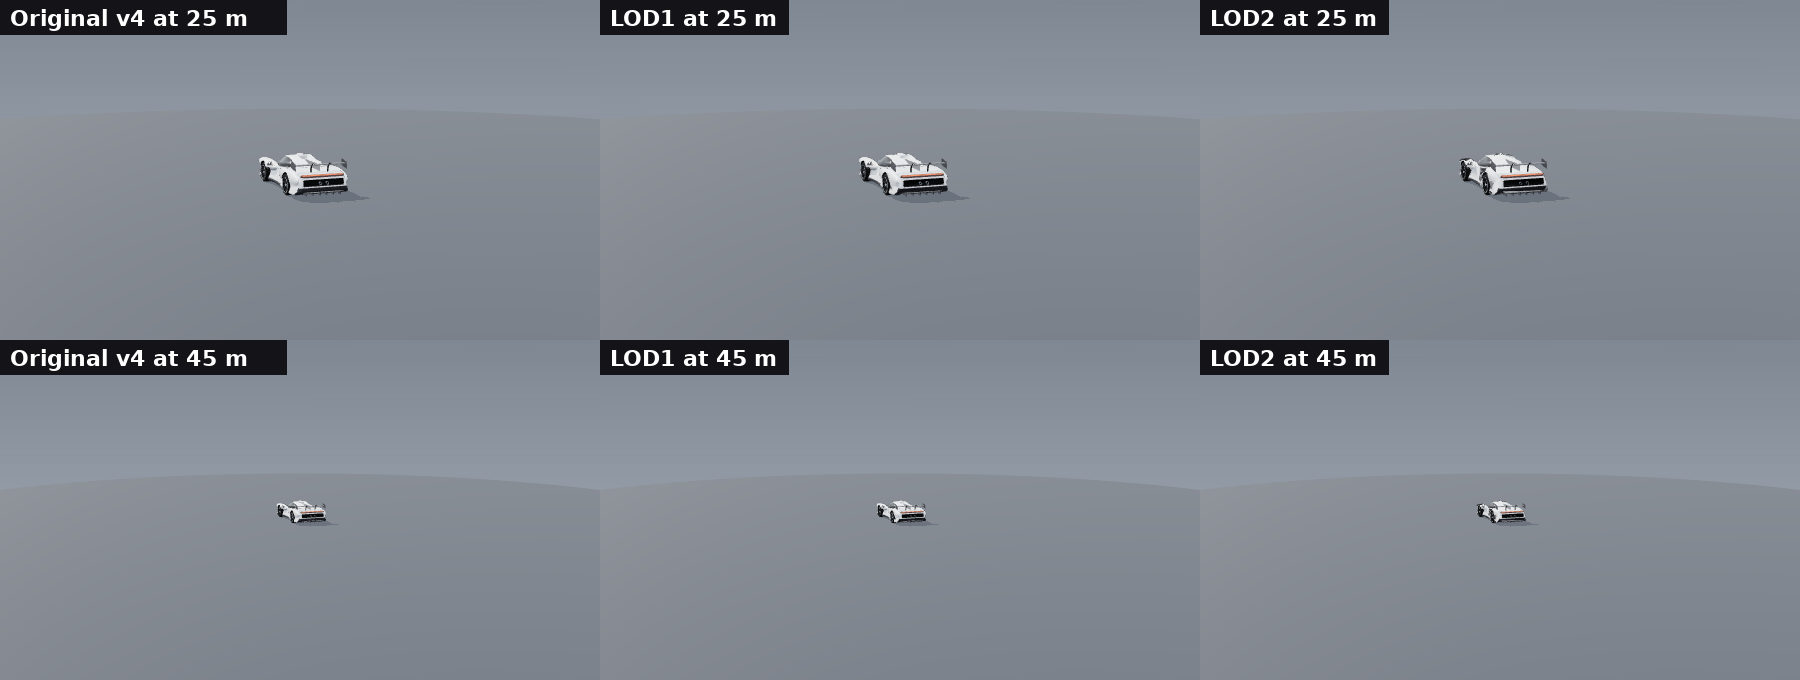 Original v4 at 25 m
LOD1 at 25 m
LOD2 at 25 m
Original v4 at 45 m
LOD1 at 45 m
LOD2 at 45 m